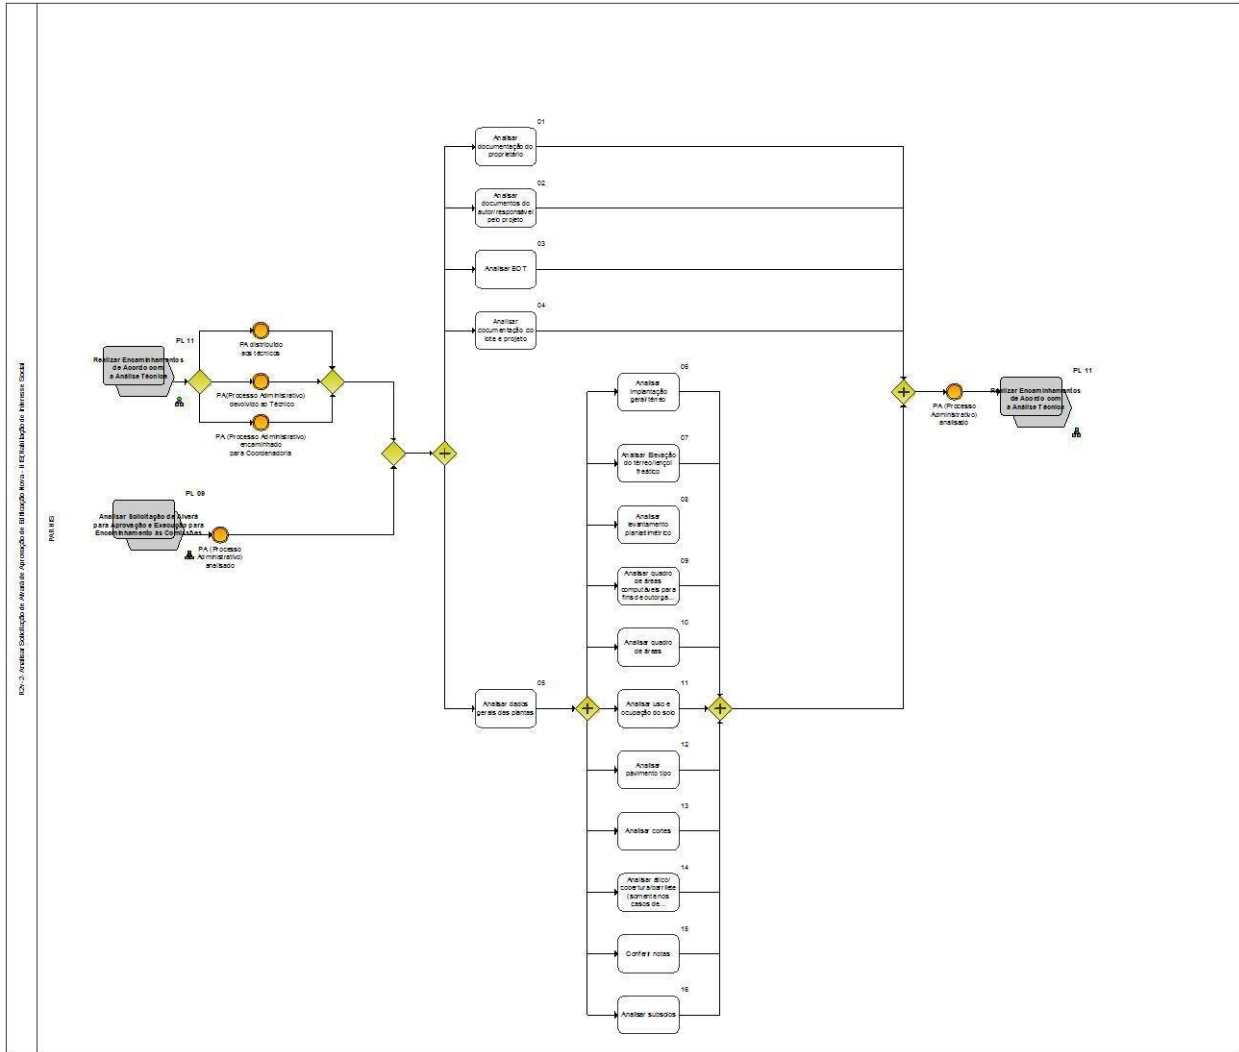 R2v-2- Analisar Solicitação de Alvará de Aprovação de Edificação Nova - HIS(Habitação de Interesse Social
PARHIS
PL 11
Realizar Encaminhamentos
de Acordo com
a Análise Técnica
PA distribuído
aos técnicos
PA(Processo Administrativo)
devolvido ao Técnico
PA (Processo Administrativo)
encaminhado
para Coordenadoria
PL 09
Analisar Solicitação de Alvará
para Aprovação e Execução para
Encaminhamento às Comissões
PA (Processo
Administrativo)
analisado
01
Analisar
documentação do
proprietário
02
Analisar
documentos do
autor/responsável
pelo projeto
03
Analisar BDT
04
Analisar
documentação do
lote e projeto
05
Analisar dados
gerais das plantas
06
Analisar
implantação
geral/térreo
07
Analisar Elevação
do térreo/lençol
freático
08
Analisar
levantamento
planialtimétrico
09
Analisar quadro
de áreas
computáveis para
fins de outorga...
10
Analisar quadro
de áreas
11
Analisar uso e
ocupação do solo
12
Analisar
pavimento tipo
13
Analisar cortes
14
Analisar ático/
cobertura/barrilete
(somente nos
casos de...
15
Conferir notas
16
Analisar subsolos
PA (Processo
Administrativo)
analisado
PL 11
Realizar Encaminhamentos
de Acordo com
a Análise Técnica